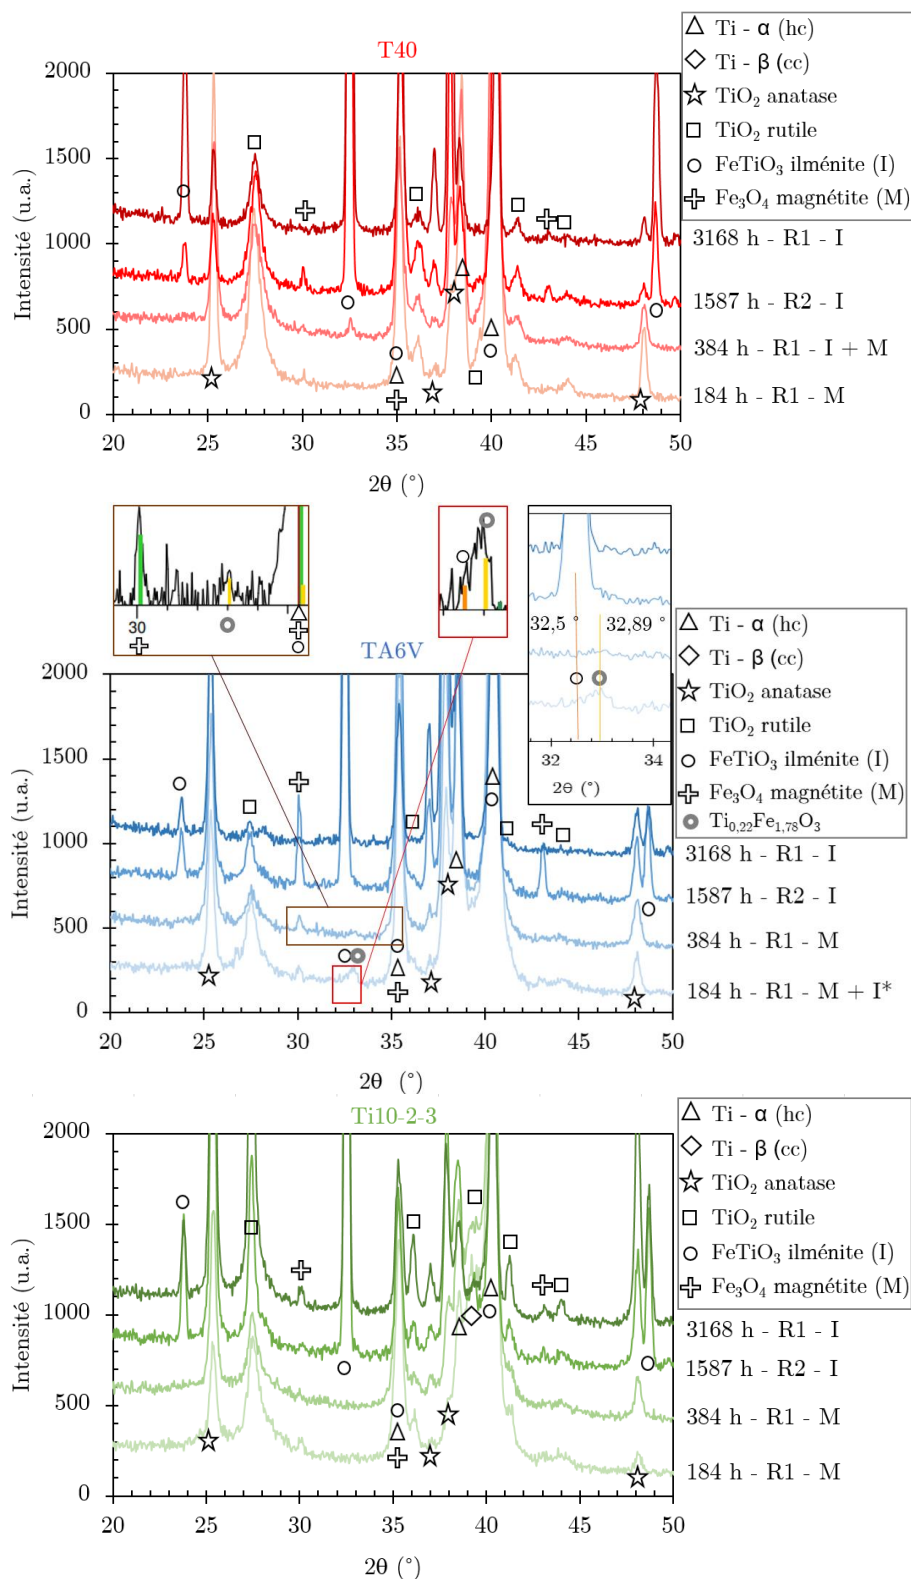 T40
Intensité (u.a.)
2000
1500
1000
500
0
20 25 30 35 40 45 50
2θ (°)
Ti - α (hc)
Ti - β (cc)
TiO₂ anatase
TiO₂ rutile
FeTiO₃ ilménite (I)
Fe₃O₄ magnétite (M)
3168 h - R1 - I
1587 h - R2 - I
384 h - R1 - I + M
184 h - R1 - M
30
32,5 °
32,89 °
32 34
2θ (°)
TA6V
Intensité (u.a.)
2000
1500
1000
500
0
20 25 30 35 40 45 50
2θ (°)
Ti - α (hc)
Ti - β (cc)
TiO₂ anatase
TiO₂ rutile
FeTiO₃ ilménite (I)
Fe₃O₄ magnétite (M)
Ti₀,₂₂Fe₁,₇₈O₃
3168 h - R1 - I
1587 h - R2 - I
384 h - R1 - M
184 h - R1 - M + I*
Ti10-2-3
Intensité (u.a.)
2000
1500
1000
500
0
20 25 30 35 40 45 50
2θ (°)
Ti - α (hc)
Ti - β (cc)
TiO₂ anatase
TiO₂ rutile
FeTiO₃ ilménite (I)
Fe₃O₄ magnétite (M)
3168 h - R1 - I
1587 h - R2 - I
384 h - R1 - M
184 h - R1 - M